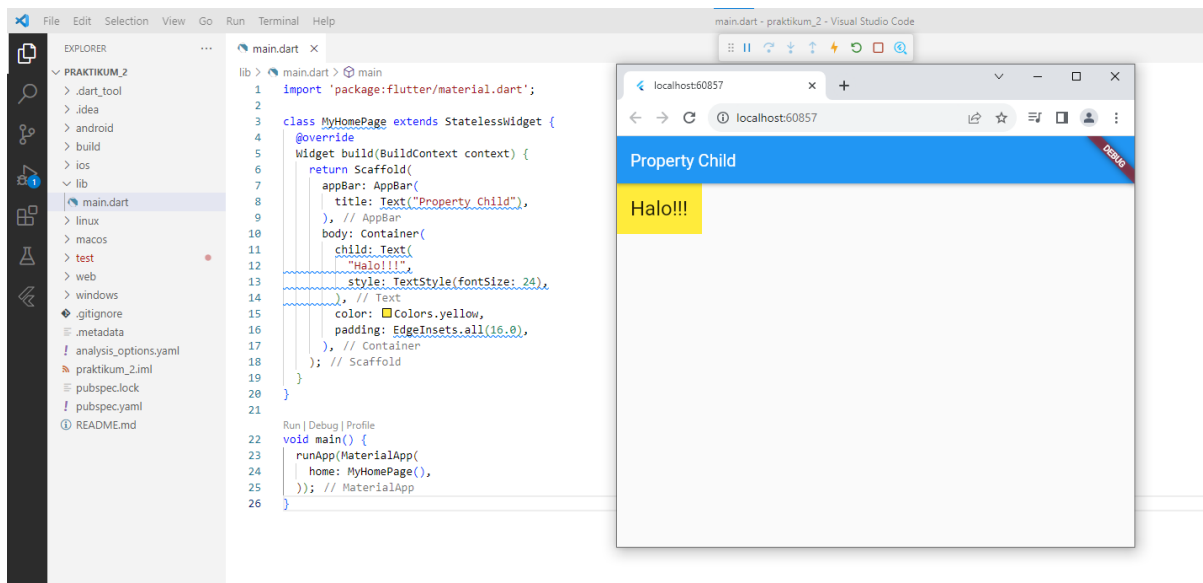 File Edit Selection View Go Run Terminal Help
main.dart - praktikum_2 - Visual Studio Code
EXPLORER ...
main.dart
PRAKTIKUM_2
.dart_tool
.idea
android
build
ios
lib
main.dart
linux
macos
test
web
windows
.gitignore
.metadata
analysis_options.yaml
praktikum_2.iml
pubspec.lock
pubspec.yaml
README.md
1
lib > main.dart > main
1 import 'package:flutter/material.dart';
2
3 class MyHomePage extends StatelessWidget {
4 @override
5 Widget build(BuildContext context) {
6 return Scaffold(
7 appBar: AppBar(
8 title: Text("Property Child"),
9 ), // AppBar
10 body: Container(
11 child: Text(
12 "Halo!!!",
13 style: TextStyle(fontSize: 24),
14 ), // Text
15 color: Colors.yellow,
16 padding: EdgeInsets.all(16.0),
17 ), // Container
18 ); // Scaffold
19 }
20 }
21
Run | Debug | Profile
22 void main() {
23 runApp(MaterialApp(
24 home: MyHomePage(),
25 )); // MaterialApp
26 }
localhost:60857
localhost:60857
Property Child
DEBUG
Halo!!!